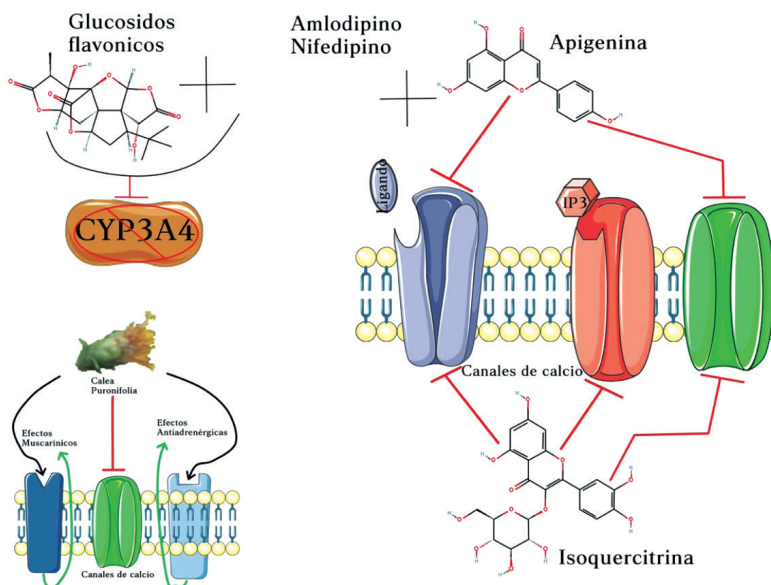 Glucosidos
flavonicos
CYP3A4
Amlodipino
Nifedipino
Apigenina
Ligando
IP3
Canales de calcio
Isoquercitrina
Calea
Puronifolia
Efectos
Muscarinicos
Efectos
Antiadrenérgicas
Canales de calcio